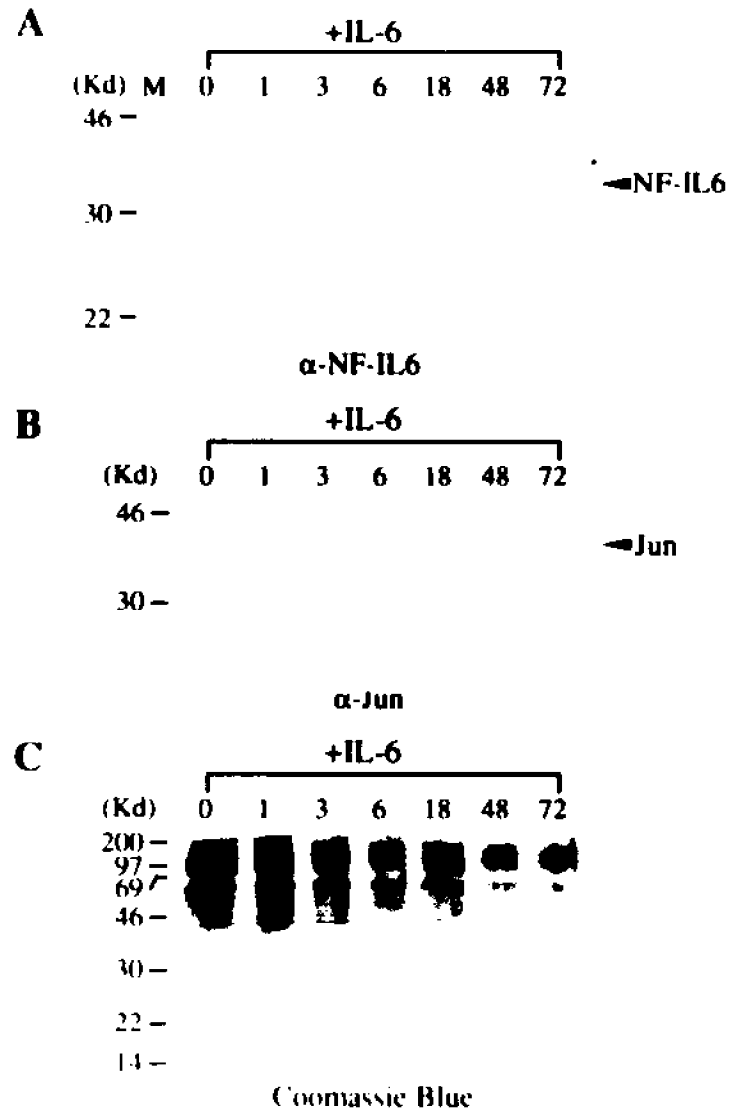 A
+IL-6
(Kd) M 0 1 3 6 18 48 72
46
NF-IL6
30
22
α-NF-IL6
B
+IL-6
(Kd) 0 1 3 6 18 48 72
46
Jun
30
α-Jun
C
+IL-6
(Kd) 0 1 3 6 18 48 72
200
97
69
46
30
22
14
Coomassie Blue